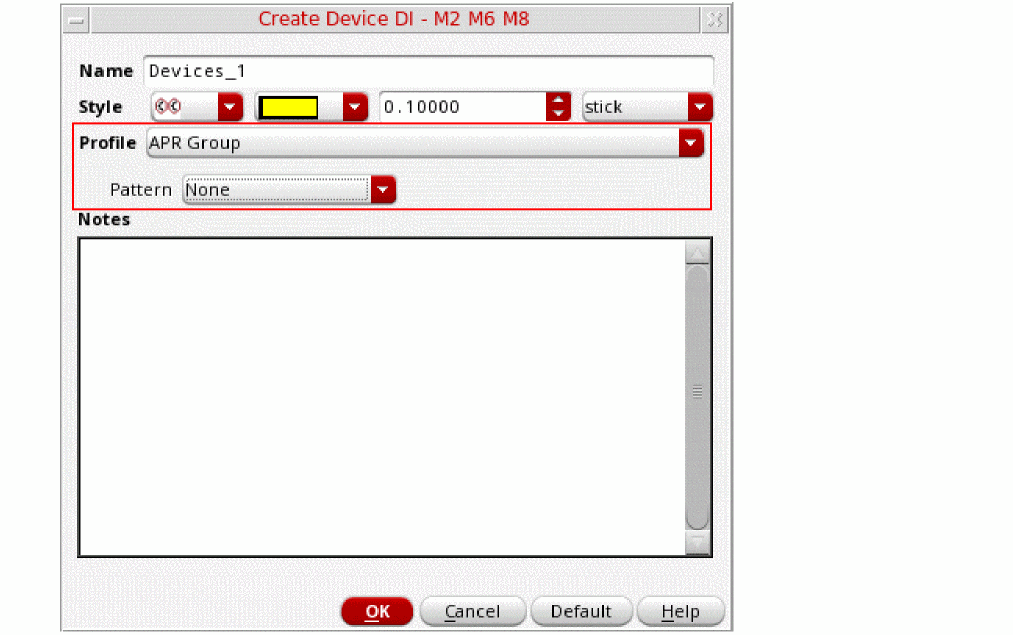 Create Device DI - M2 M6 M8
Name Devices_1
Style 0.10000 stick
Profile APR Group
Pattern None
Notes
OK Cancel Default Help